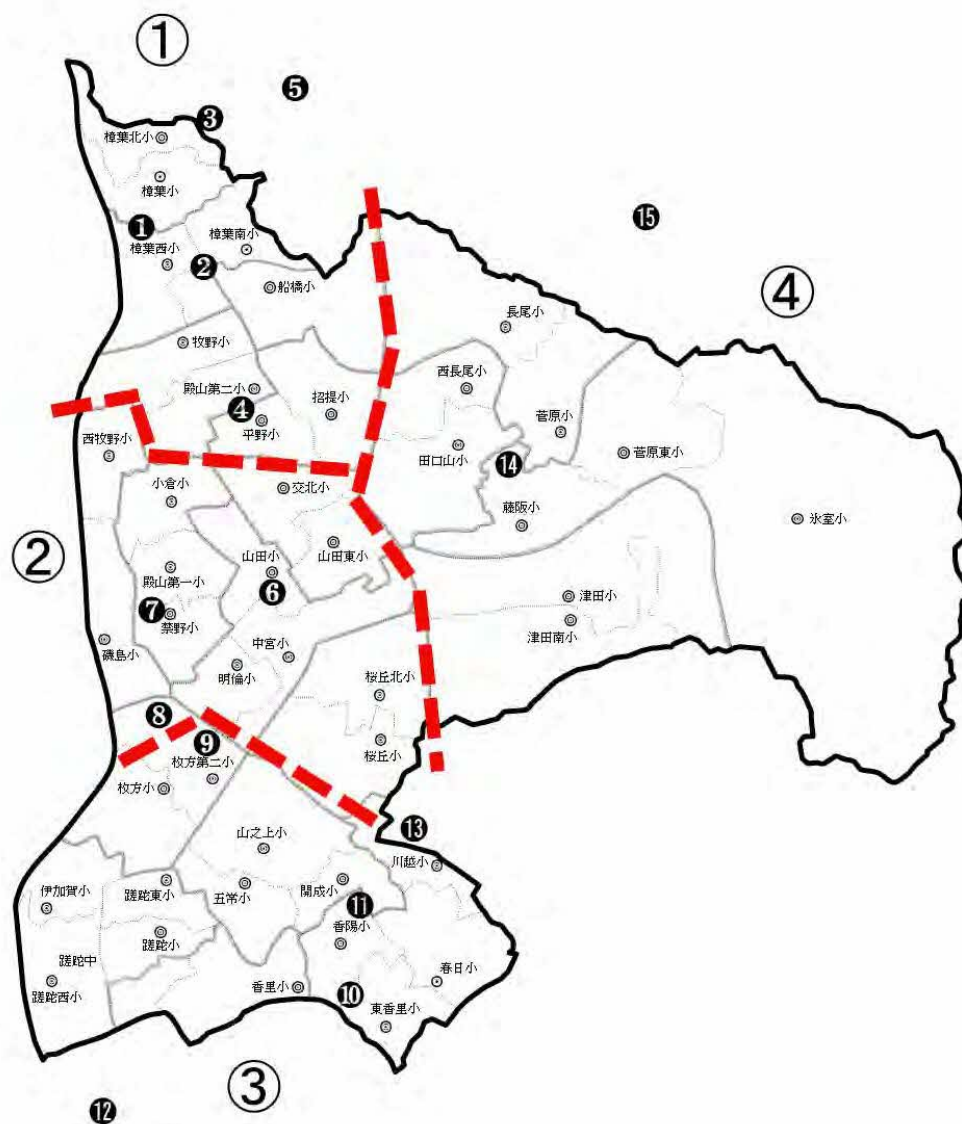 ①
❺
❸
樟葉北小
樟葉小
⓯
❶
樟葉南小
樟葉西小
❷
船橋小
④
長尾小
牧野小
殿山第二小
西長尾小
❹
招提小
平野小
菅原小
西牧野小
田口山小
菅原東小
⓮
小倉小
交北小
藤阪小
氷室小
②
山田東小
山田小
殿山第一小
❻
津田小
❼
禁野小
津田南小
磯島小
中宮小
明倫小
桜丘北小
❽
❾
桜丘小
枚方第二小
枚方小
⓭
山之上小
川越小
伊加賀小
蹉跎東小
五常小
開成小
⓫
香陽小
蹉跎小
蹉跎中
春日小
蹉跎西小
香里小
❿
東香里小
③
⓬